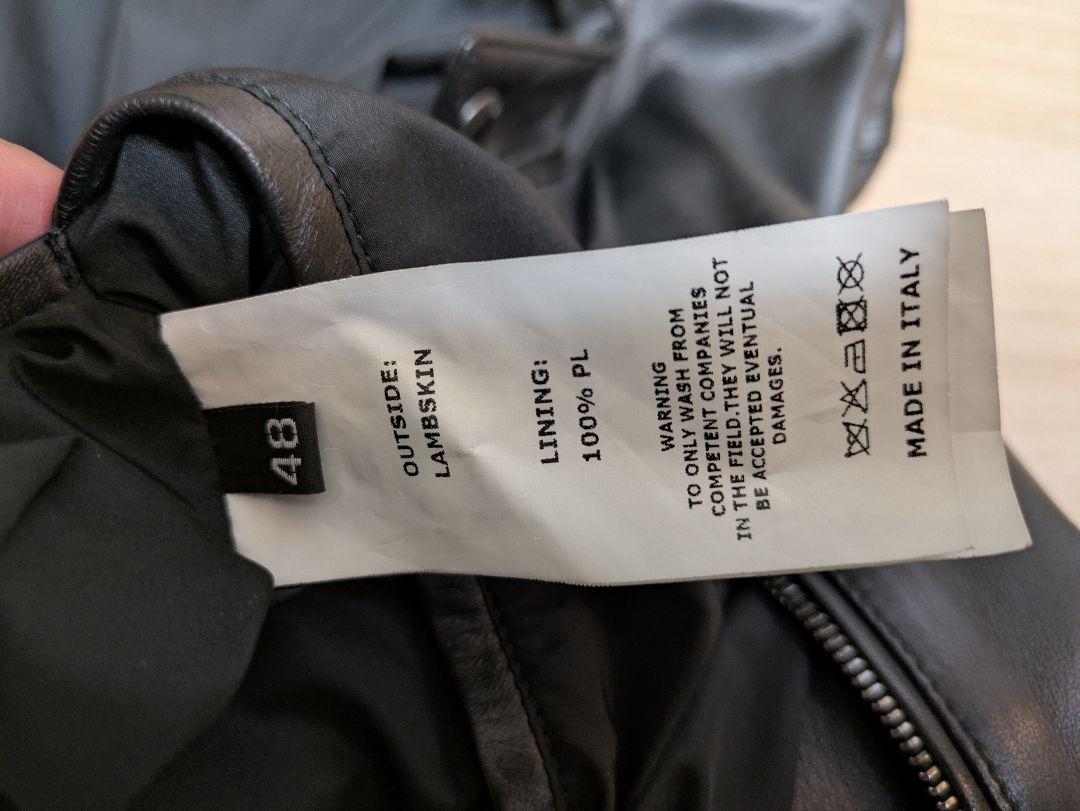 48
OUTSIDE:
LAMBSKIN
LINING:
100% PL
WARNING
TO ONLY WASH FROM
COMPETENT COMPANIES
IN THE FIELD.THEY WILL NOT
BE ACCEPTED EVENTUAL
DAMAGES.
MADE IN ITALY